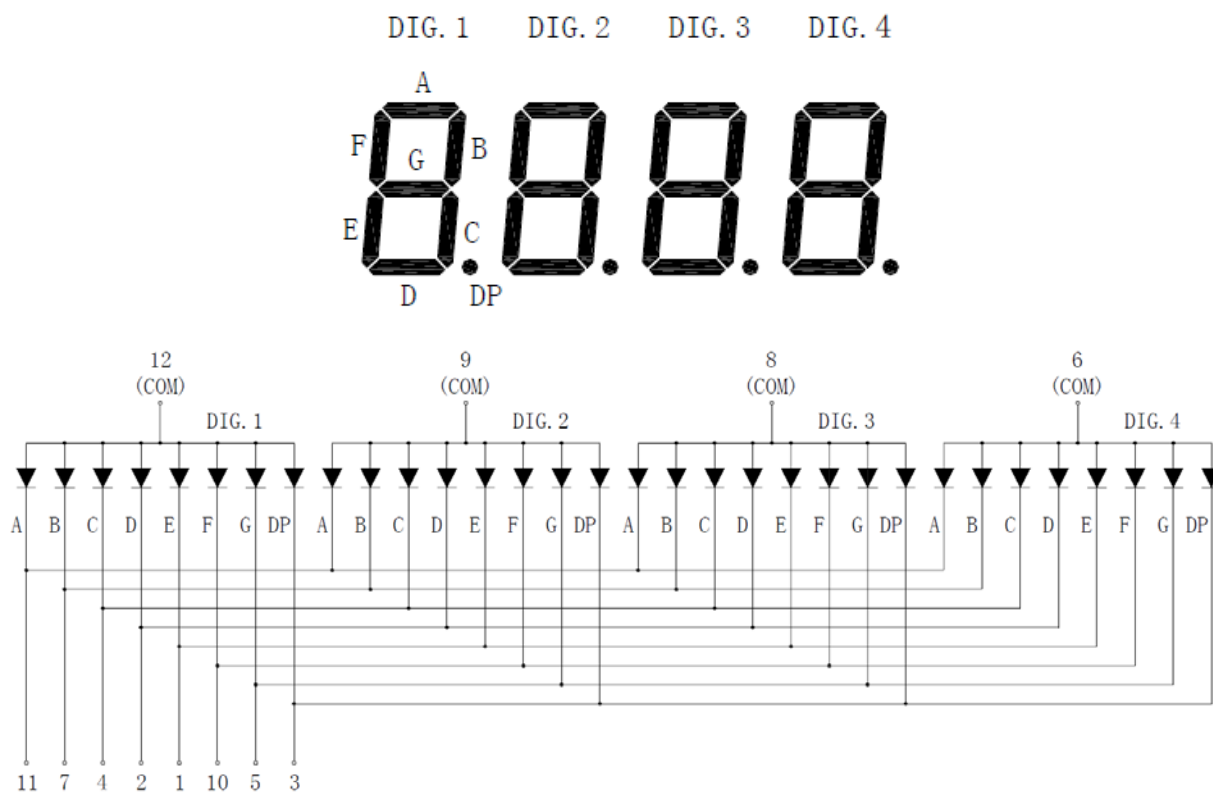 DIG.1 DIG.2 DIG.3 DIG.4
A
F G B
E C
D DP
12 9 8 6
(COM) (COM) (COM) (COM)
DIG.1 DIG.2 DIG.3 DIG.4
A B C D E F G DP A B C D E F G DP A B C D E F G DP A B C D E F G DP
11 7 4 2 1 10 5 3